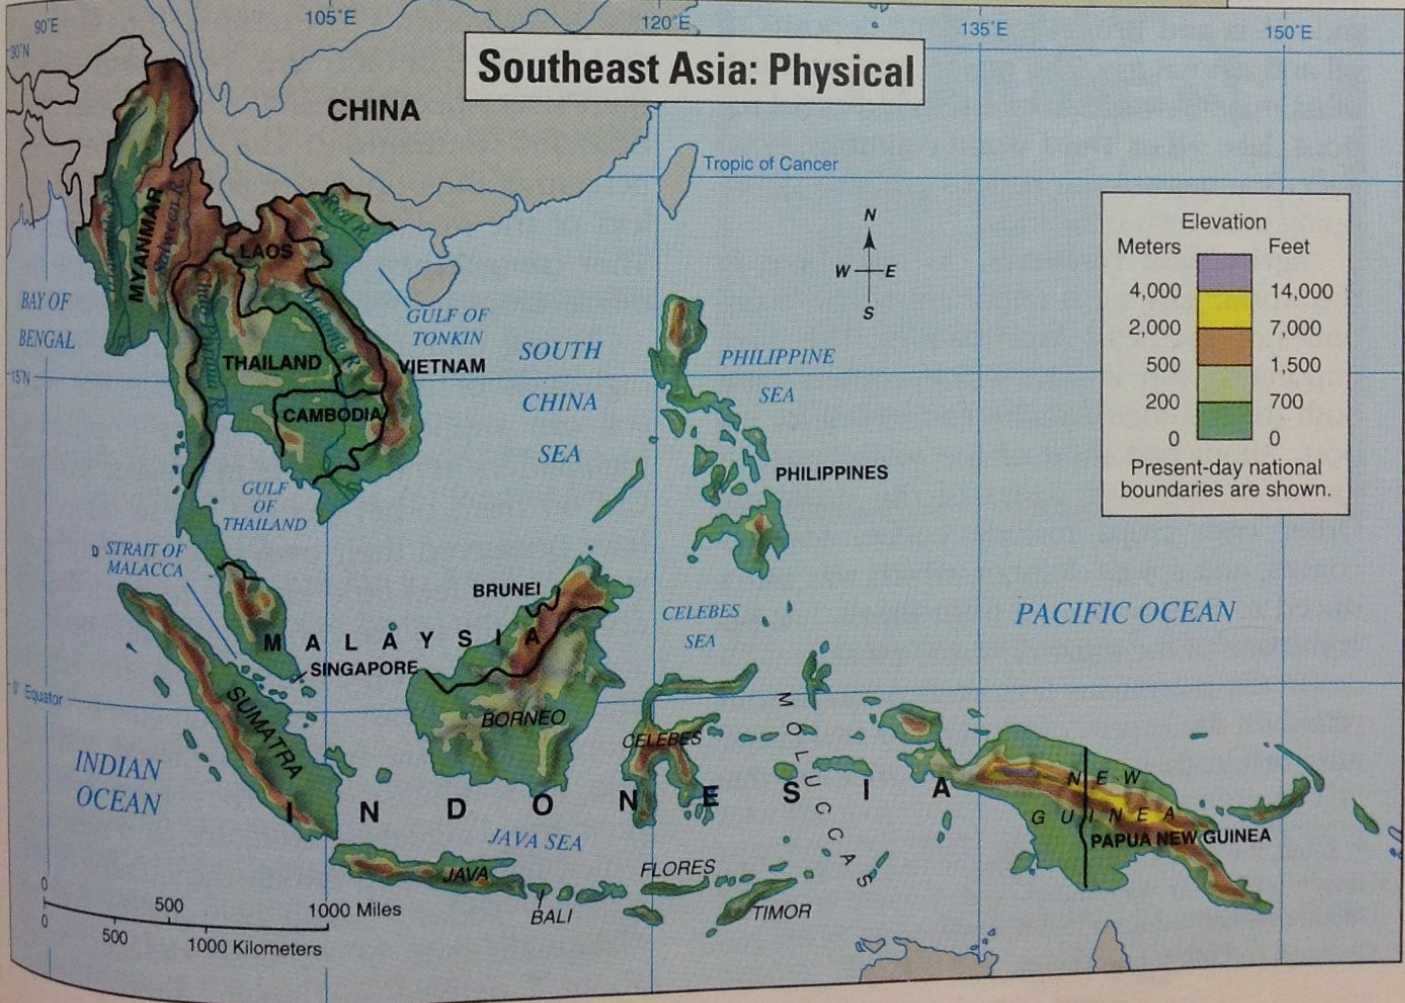 90°E
105°E
120°E
135°E
150°E
30°N
Southeast Asia: Physical
CHINA
Tropic of Cancer
N
W E
S
Elevation
Meters Feet
4,000 14,000
2,000 7,000
500 1,500
200 700
0 0
Present-day national
boundaries are shown.
MYANMAR
Salween R.
Red R.
LAOS
BAY OF
BENGAL
GULF OF
TONKIN
Mekong R.
THAILAND
VIETNAM
15°N
CAMBODIA
SOUTH
CHINA
SEA
PHILIPPINE
SEA
PHILIPPINES
GULF
OF
THAILAND
STRAIT OF
MALACCA
BRUNEI
MALAYSIA
SINGAPORE
CELEBES
SEA
PACIFIC OCEAN
0° Equator
SUMATRA
BORNEO
CELEBES
MOLUCCAS
INDIAN
OCEAN
INDONESIA
NEW
GUINEA
PAPUA NEW GUINEA
JAVA SEA
JAVA
BALI
FLORES
TIMOR
0 500 1000 Miles
0 500 1000 Kilometers